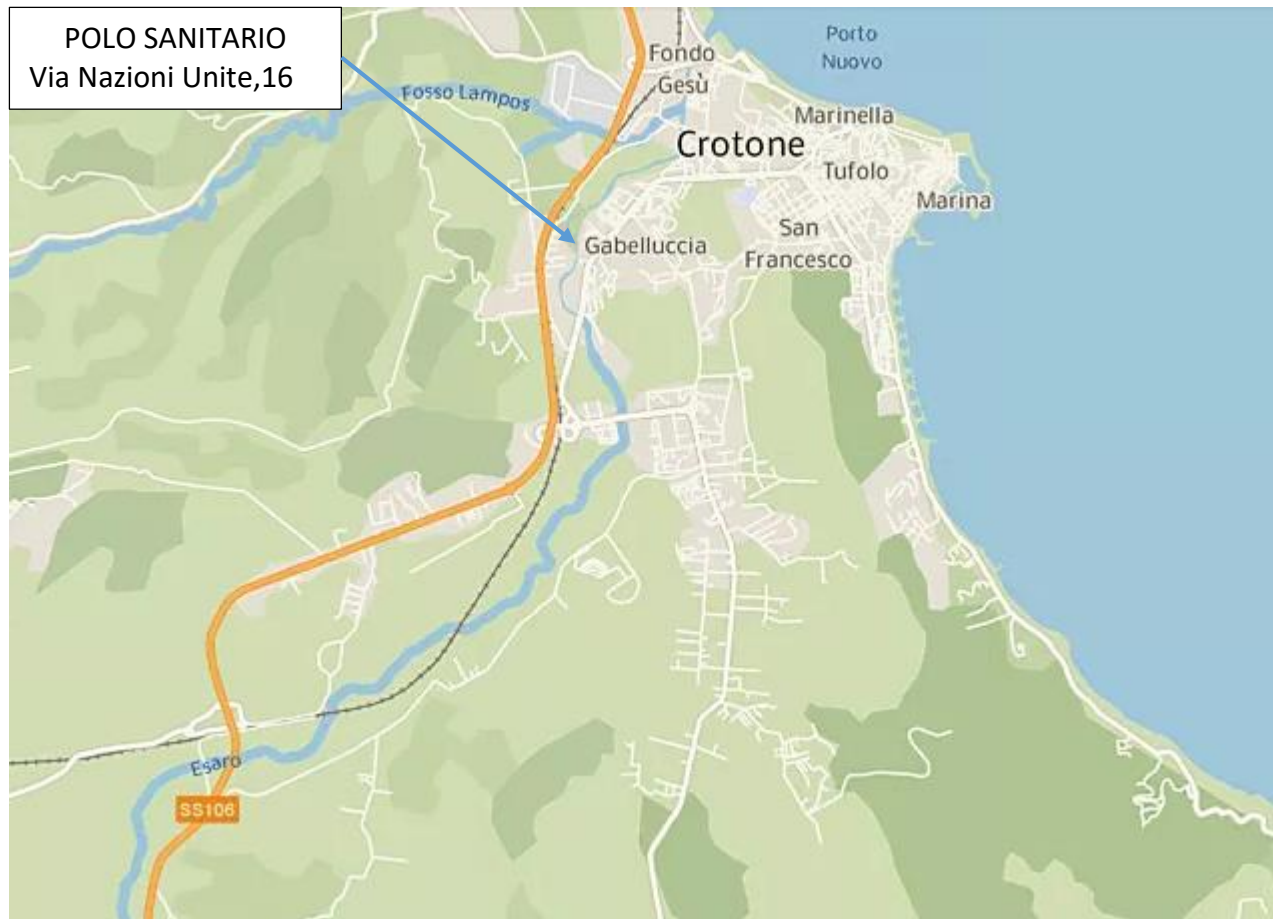 POLO SANITARIO
Via Nazioni Unite,16
Porto
Nuovo
Fondo
Gesù
Fosso Lampos
Marinella
Crotone
Tufolo
Marina
San
Francesco
Gabelluccia
Esaro
SS106